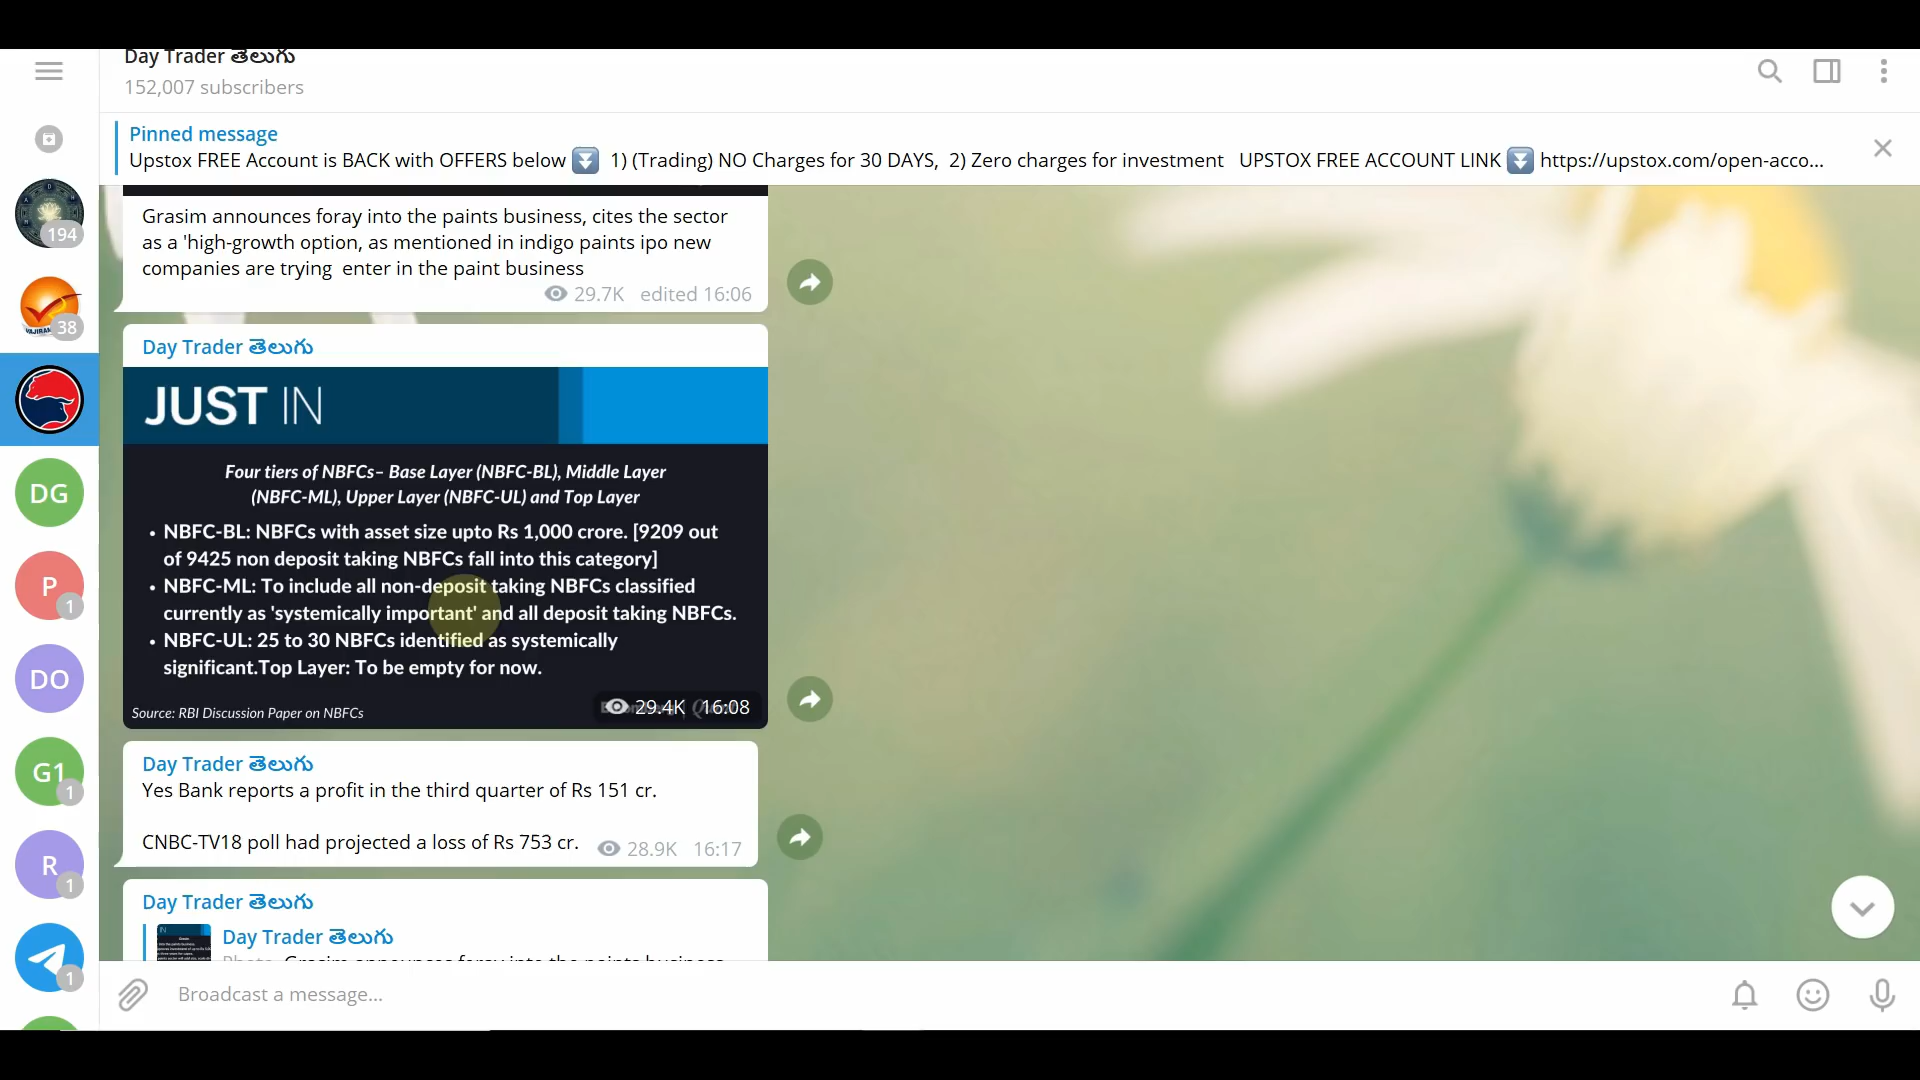 Day Trader తెలుగు
152,007 subscribers
Pinned message
Upstox FREE Account is BACK with OFFERS below ⏬ 1) (Trading) NO Charges for 30 DAYS, 2) Zero charges for investment UPSTOX FREE ACCOUNT LINK ⏬ https://upstox.com/open-acco...
194
38
DG
P
1
DO
G1
1
R
1
1
Grasim announces foray into the paints business, cites the sector
as a 'high-growth option, as mentioned in indigo paints ipo new
companies are trying enter in the paint business
29.7K edited 16:06
Day Trader తెలుగు
JUST IN
Four tiers of NBFCs– Base Layer (NBFC-BL), Middle Layer
(NBFC-ML), Upper Layer (NBFC-UL) and Top Layer
• NBFC-BL: NBFCs with asset size upto Rs 1,000 crore. [9209 out
of 9425 non deposit taking NBFCs fall into this category]
• NBFC-ML: To include all non-deposit taking NBFCs classified
currently as 'systemically important' and all deposit taking NBFCs.
• NBFC-UL: 25 to 30 NBFCs identified as systemically
significant.Top Layer: To be empty for now.
Source: RBI Discussion Paper on NBFCs
29.4K 16:08
Day Trader తెలుగు
Yes Bank reports a profit in the third quarter of Rs 151 cr.
CNBC-TV18 poll had projected a loss of Rs 753 cr.
28.9K 16:17
Day Trader తెలుగు
Day Trader తెలుగు
Photo, Grasim announces foray into the paints business
Broadcast a message...